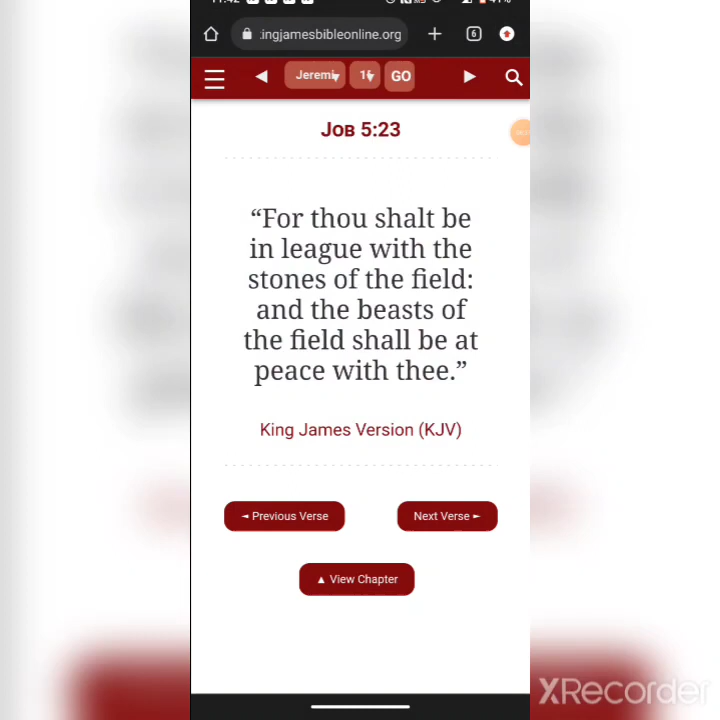 6
ingjamesbibleonline.org
Jeremi
GO
JOB 5:23
“For thou shalt be
in league with the
stones of the field:
and the beasts of
the field shall be at
peace with thee.”
King James Version (KJV)
◄ Previous Verse
Next Verse ►
▲ View Chapter
XRecorder